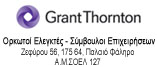 Grant Thornton
Ορκωτοί Ελεγκτές - Σύμβουλοι Επιχειρήσεων
Ζεφύρου 56, 175 64, Παλαιό Φάληρο
Α.Μ.ΣΟΕΛ 127